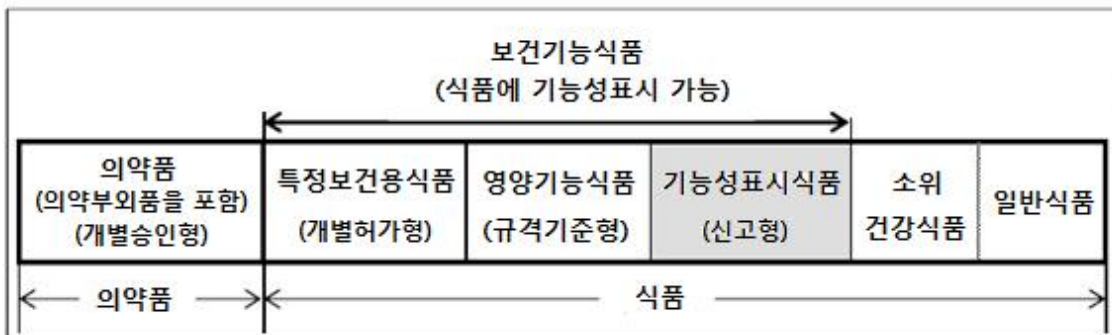 보건기능식품
(식품에 기능성표시 가능)
의약품
(의약부외품을 포함)
(개별승인형)
특정보건용식품
(개별허가형)
영양기능식품
(규격기준형)
기능성표시식품
(신고형)
소위
건강식품
일반식품
의약품
식품